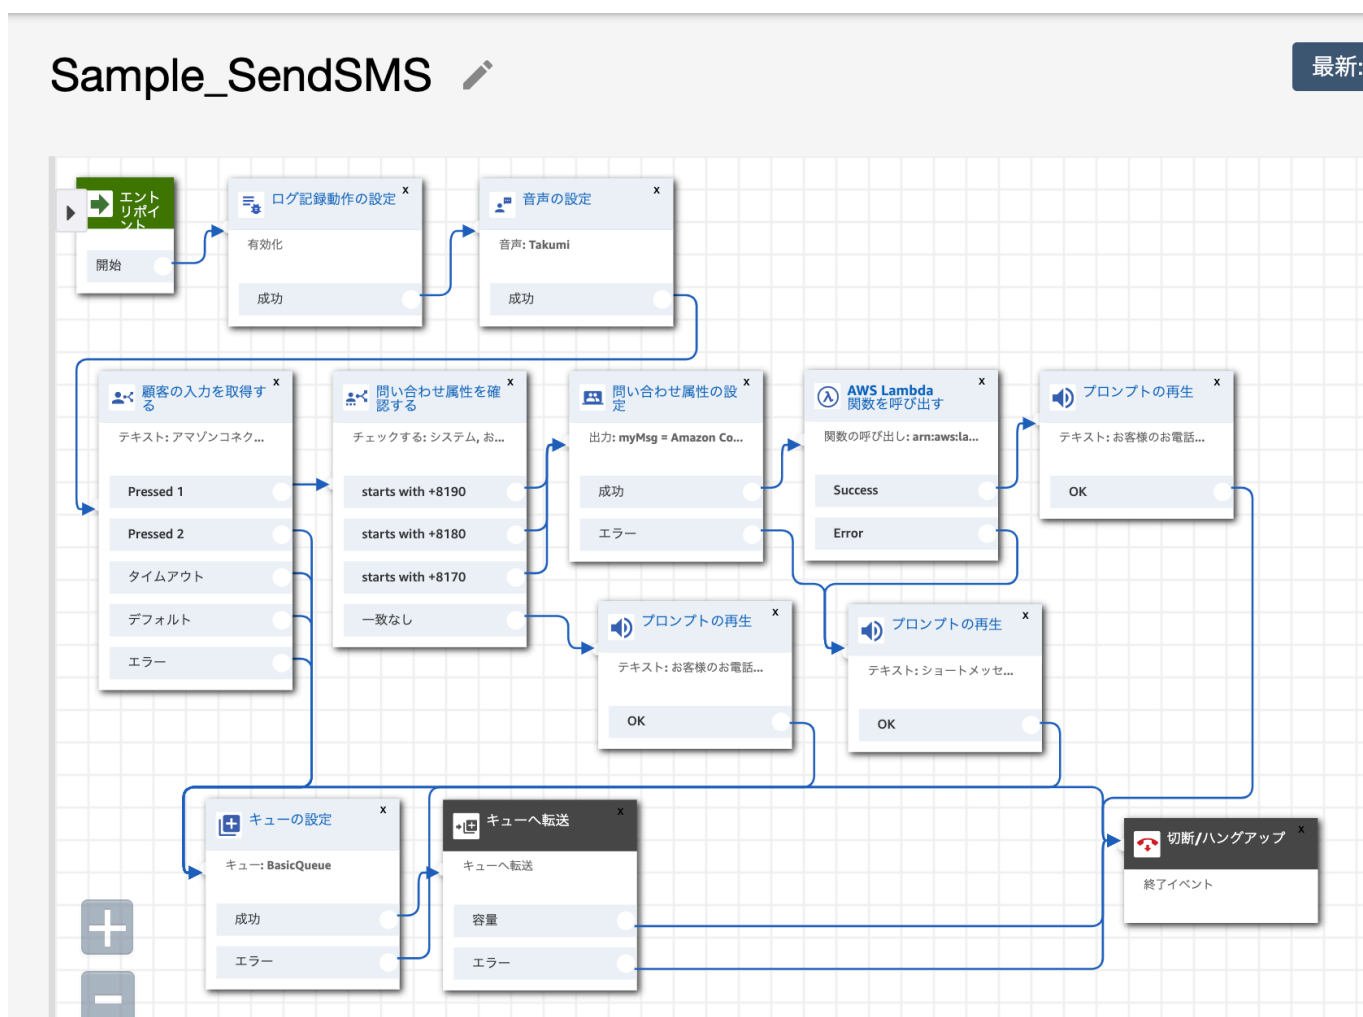 Sample_SendSMS
最新:
エント
リポイ
ント
開始
ログ記録動作の設定
x
有効化
成功
音声の設定
x
音声: Takumi
成功
顧客の入力を取得す
る
x
テキスト: アマゾンコネク...
Pressed 1
Pressed 2
タイムアウト
デフォルト
エラー
問い合わせ属性を確
認する
x
チェックする: システム, お...
starts with +8190
starts with +8180
starts with +8170
一致なし
問い合わせ属性の設
定
x
出力: myMsg = Amazon Co...
成功
エラー
AWS Lambda
関数を呼び出す
x
関数の呼び出し: arn:aws:la...
Success
Error
プロンプトの再生
x
テキスト: お客様のお電話...
OK
プロンプトの再生
x
テキスト: お客様のお電話...
OK
プロンプトの再生
x
テキスト: ショートメッセ...
OK
キューの設定
x
キュー: BasicQueue
成功
エラー
キューへ転送
x
キューへ転送
容量
エラー
切断/ハングアップ
x
終了イベント